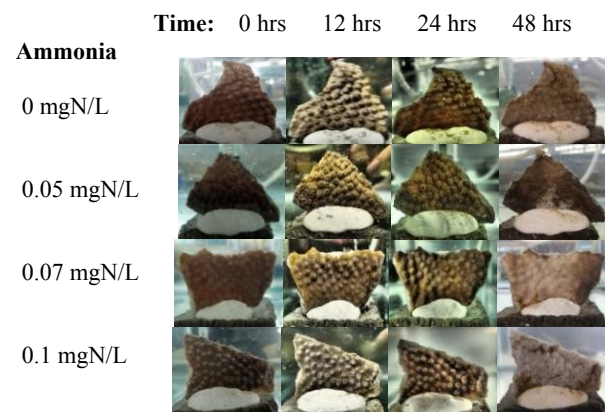 Time: 0 hrs 12 hrs 24 hrs 48 hrs
Ammonia
0 mgN/L
0.05 mgN/L
0.07 mgN/L
0.1 mgN/L